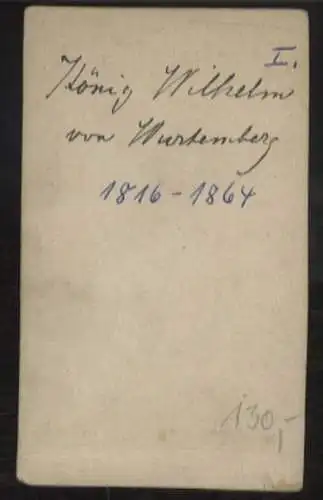 I.
König Wilhelm
von Wurtemberg
1816 - 1864
130,-